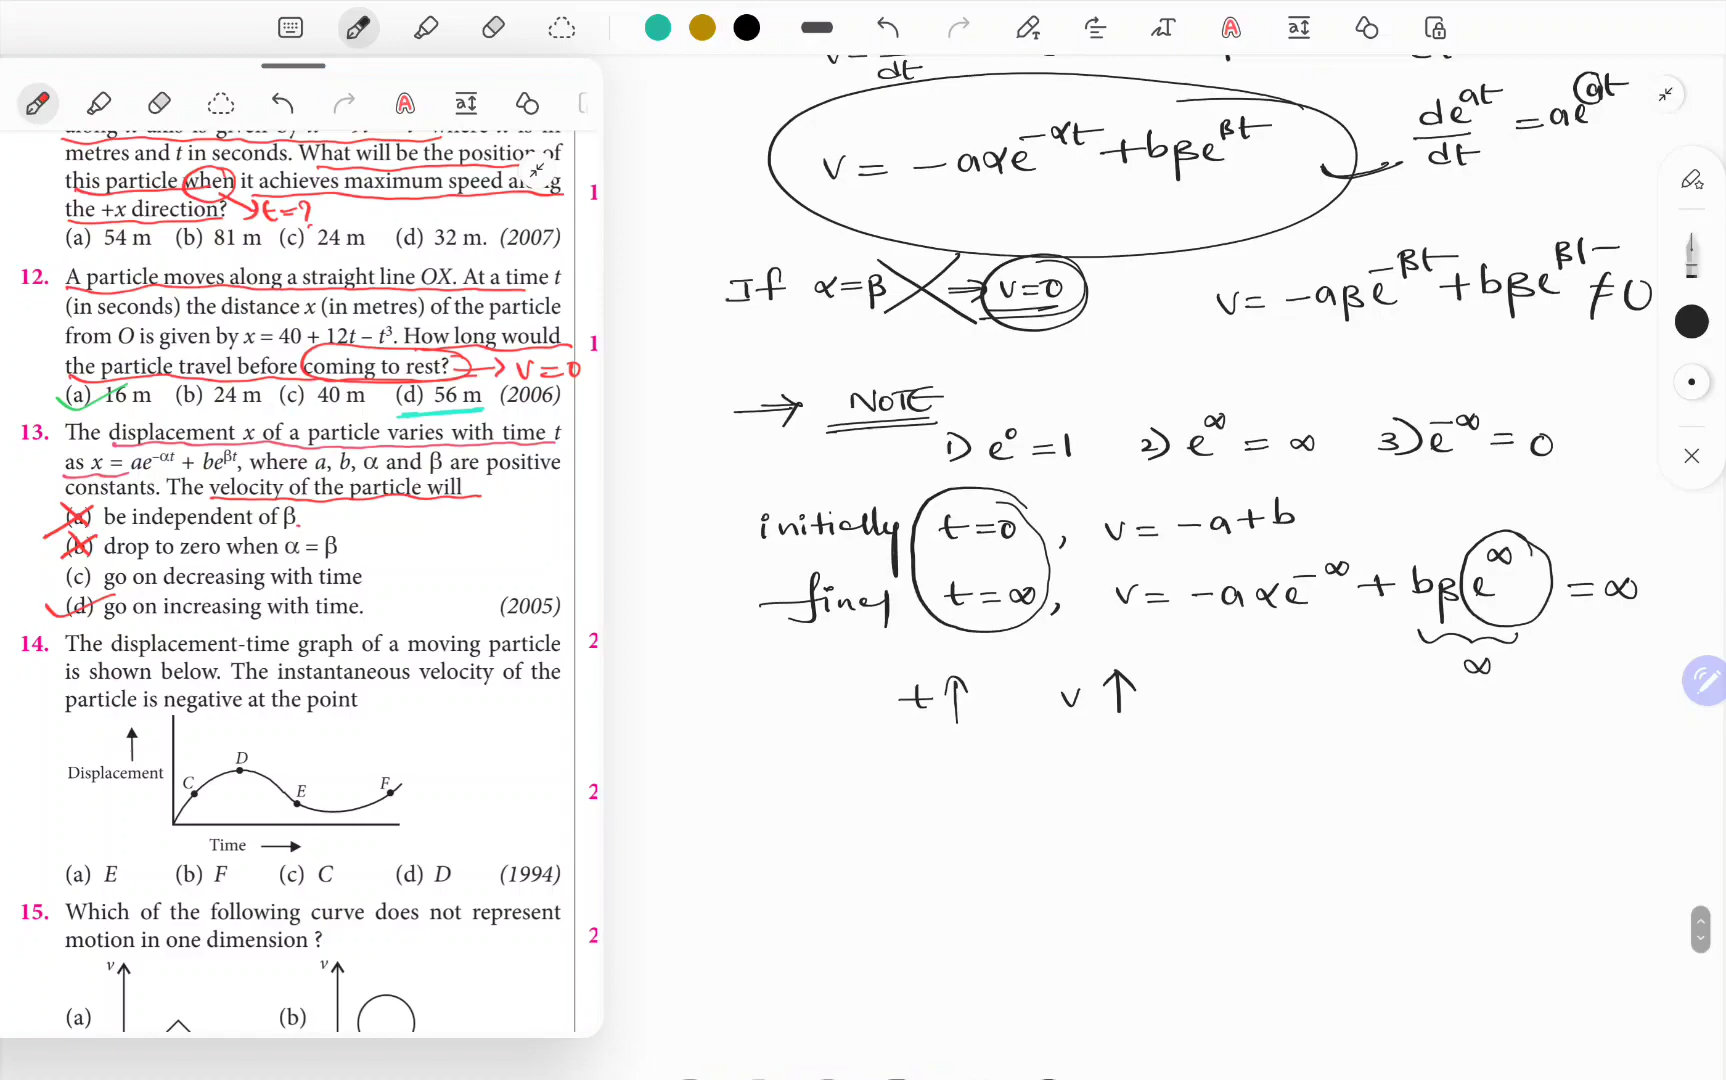 metres and t in seconds. What will be the position of
this particle when it achieves maximum speed
the +x direction? → t=?
(a) 54 m (b) 81 m (c) 24 m (d) 32 m. (2007)
12. A particle moves along a straight line OX. At a time t
(in seconds) the distance x (in metres) of the particle
from O is given by x = 40 + 12t – t³. How long would
the particle travel before coming to rest? → v=0
(a) 16 m (b) 24 m (c) 40 m (d) 56 m (2006)
13. The displacement x of a particle varies with time t
as x = ae⁻ᵅᵗ + beᵝᵗ, where a, b, α and β are positive
constants. The velocity of the particle will
(a) be independent of β.
(b) drop to zero when α = β
(c) go on decreasing with time
(d) go on increasing with time. (2005)
14. The displacement-time graph of a moving particle
is shown below. The instantaneous velocity of the
particle is negative at the point
Displacement
C
D
E
F
Time
(a) E (b) F (c) C (d) D (1994)
15. Which of the following curve does not represent
motion in one dimension ?
v
v
(a) (b)
1
1
2
2
2
dt
v = -aαe^-αt + bβe^βt
de^at/dt = ae^at
If α=β ⇒ v=0
v= -aβe^-βt + bβe^βt ≠ 0
→ NOTE
1) e⁰ = 1 2) e^∞ = ∞ 3) e^-∞ = 0
initially t=0, v = -a+b
final t=∞, v= -aαe^-∞ + bβe^∞ = ∞
∞
t↑ v↑